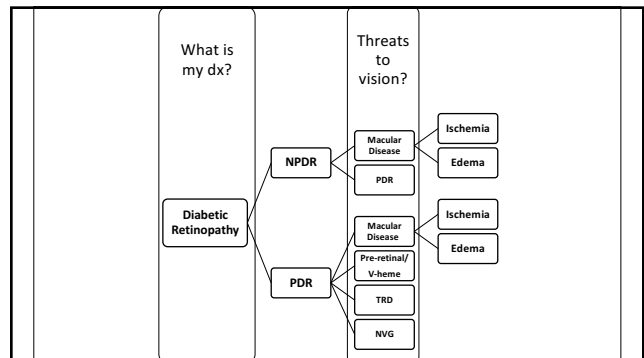 What is
my dx?
Threats
to
vision?
Diabetic
Retinopathy
NPDR
Macular
Disease
Ischemia
Edema
PDR
PDR
Macular
Disease
Ischemia
Edema
Pre-retinal/
V-heme
TRD
NVG